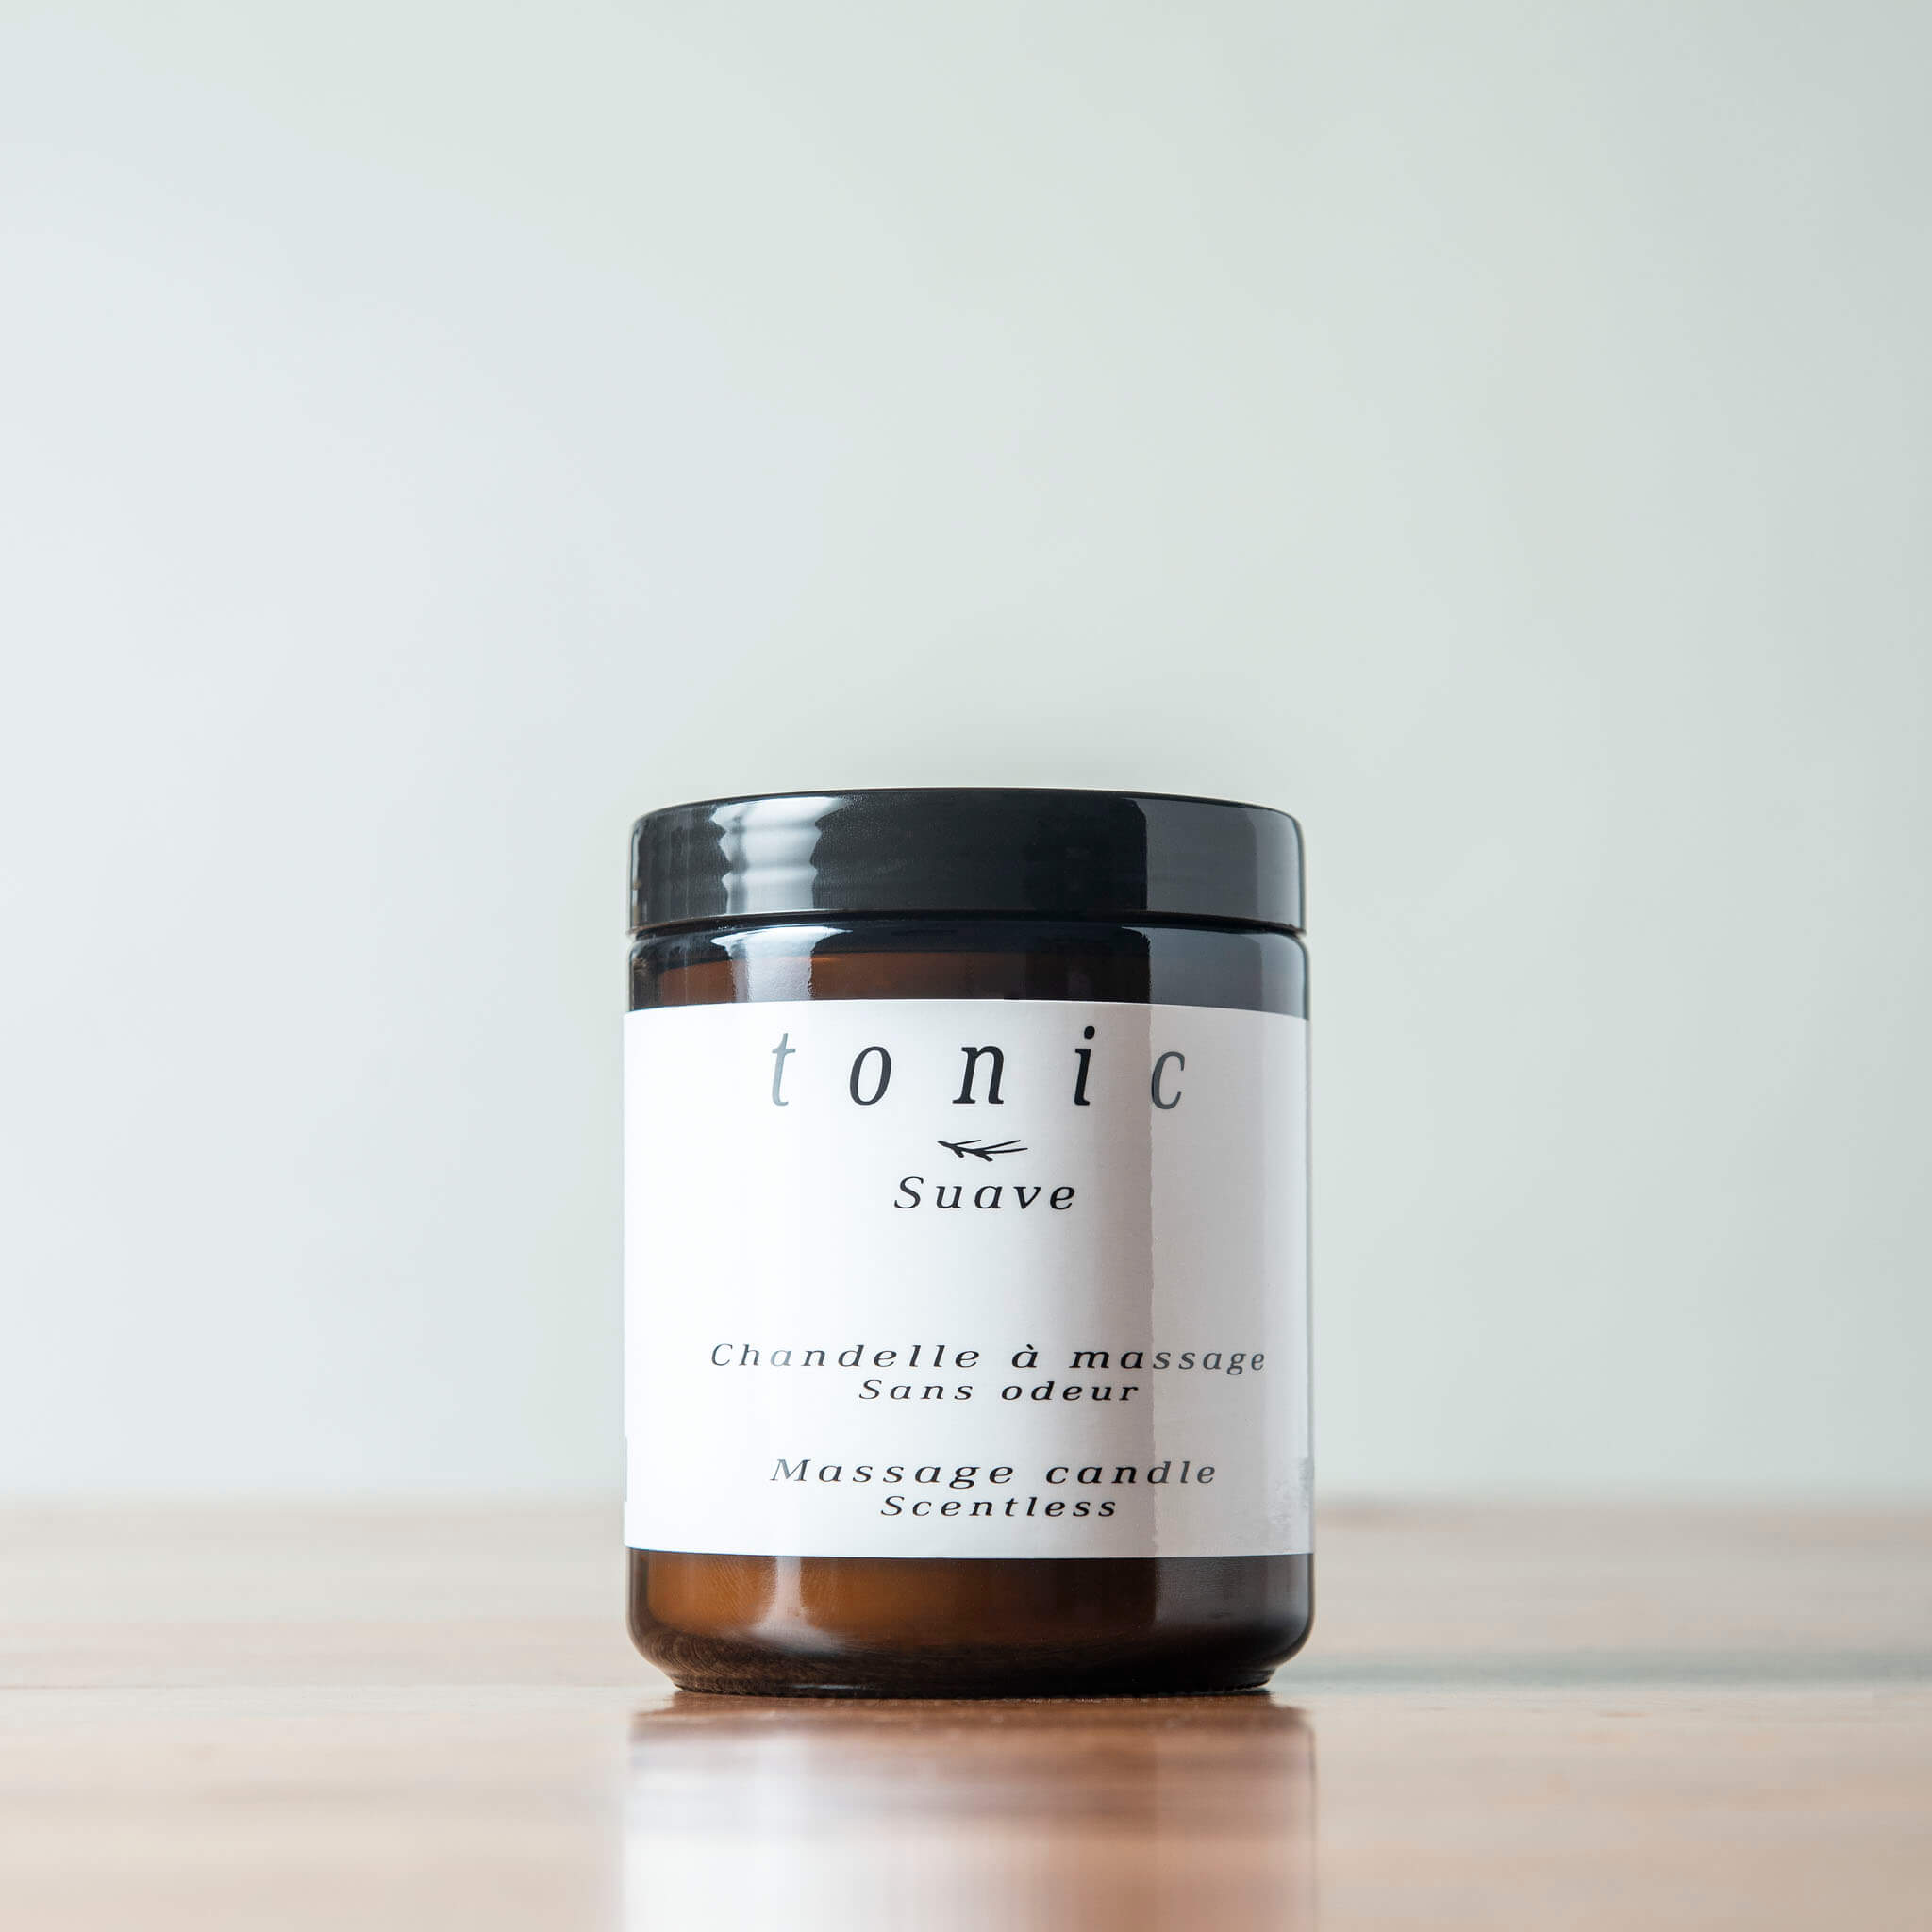 tonic
Suave
Chandelle à massage
Sans odeur
Massage candle
Scentless